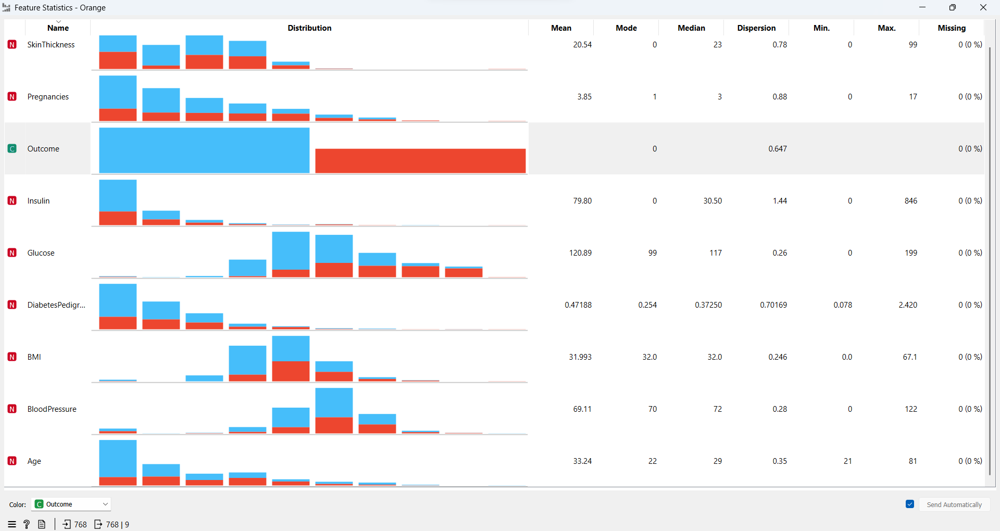 Feature Statistics - Orange
Name Distribution Mean Mode Median Dispersion Min. Max. Missing
N SkinThickness 20.54 0 23 0.78 0 99 0 (0 %)
N Pregnancies 3.85 1 3 0.88 0 17 0 (0 %)
C Outcome 0 0.647 0 (0 %)
N Insulin 79.80 0 30.50 1.44 0 846 0 (0 %)
N Glucose 120.89 99 117 0.26 0 199 0 (0 %)
N DiabetesPedigr... 0.47188 0.254 0.37250 0.70169 0.078 2.420 0 (0 %)
N BMI 31.993 32.0 32.0 0.246 0.0 67.1 0 (0 %)
N BloodPressure 69.11 70 72 0.28 0 122 0 (0 %)
N Age 33.24 22 29 0.35 21 81 0 (0 %)
Color: C Outcome Send Automatically
? 768 768 | 9